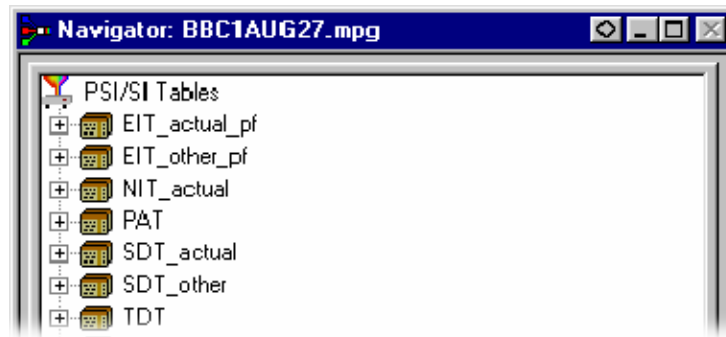 Navigator: BBC1AUG27.mpg
PSI/SI Tables
EIT_actual_pf
EIT_other_pf
NIT_actual
PAT
SDT_actual
SDT_other
TDT